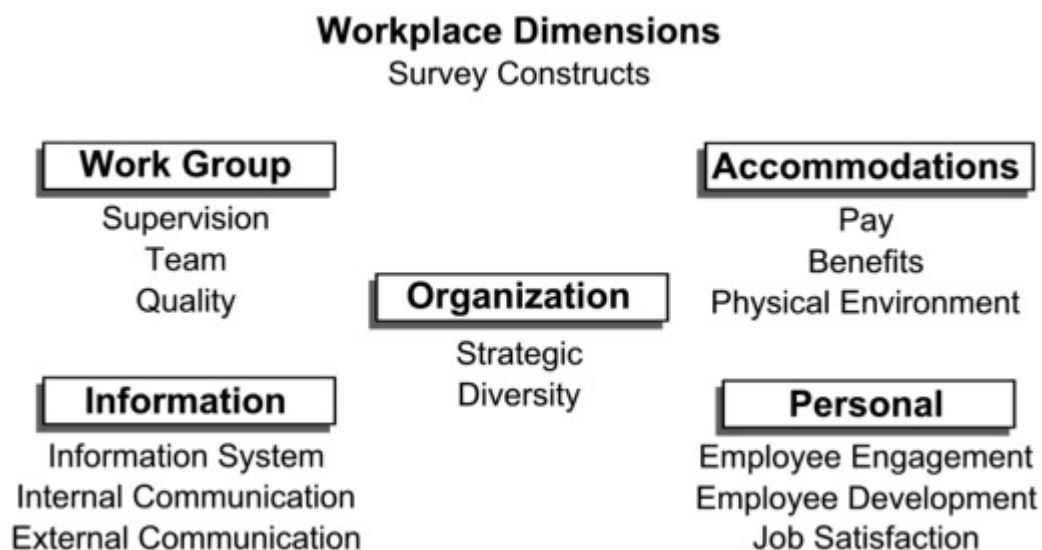 Workplace Dimensions
Survey Constructs
Work Group
Supervision
Team
Quality
Accommodations
Pay
Benefits
Physical Environment
Organization
Strategic
Diversity
Information
Information System
Internal Communication
External Communication
Personal
Employee Engagement
Employee Development
Job Satisfaction